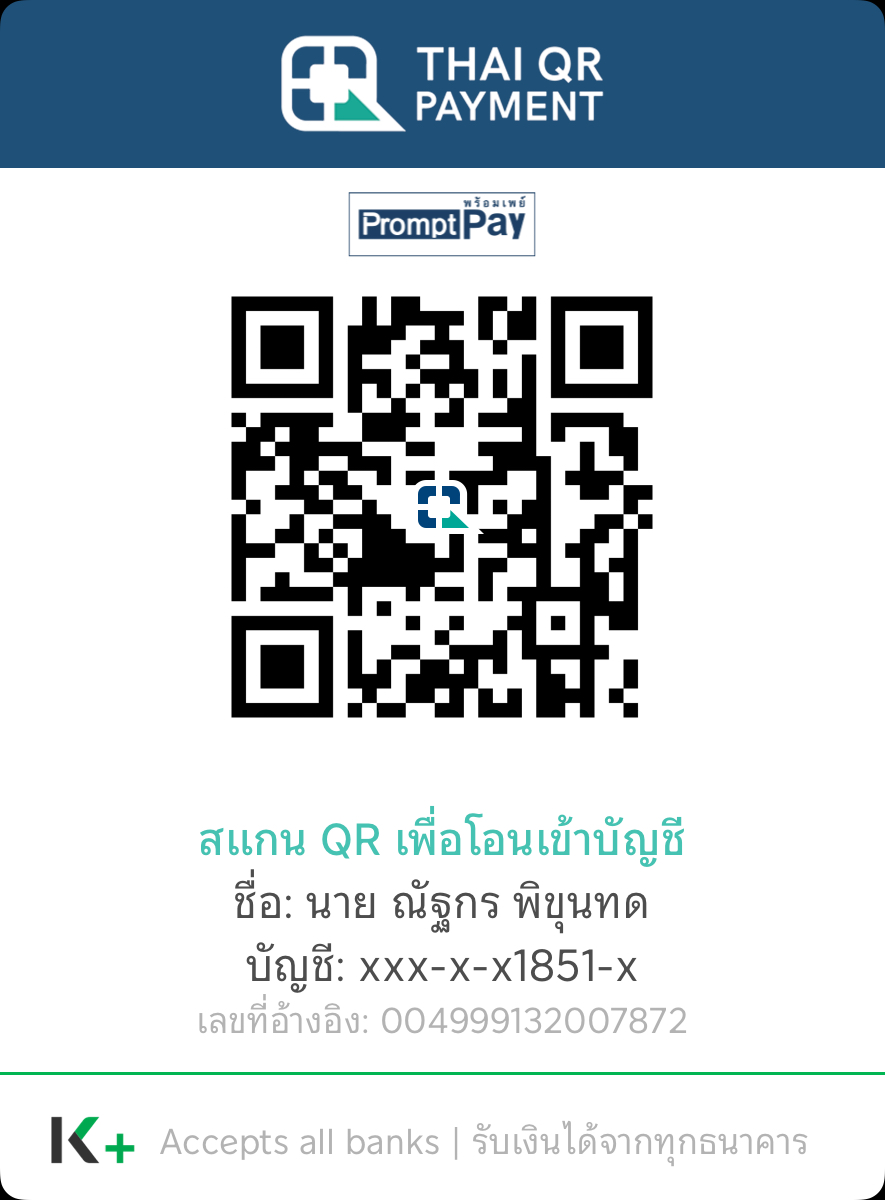 THAI QR
PAYMENT
พร้อมเพย์
PromptPay
สแกน QR เพื่อโอนเข้าบัญชี
ชื่อ: นาย ณัฐกร พิขุนทด
บัญชี: xxx-x-x1851-x
เลขที่อ้างอิง: 004999132007872
K+ Accepts all banks | รับเงินได้จากทุกธนาคาร